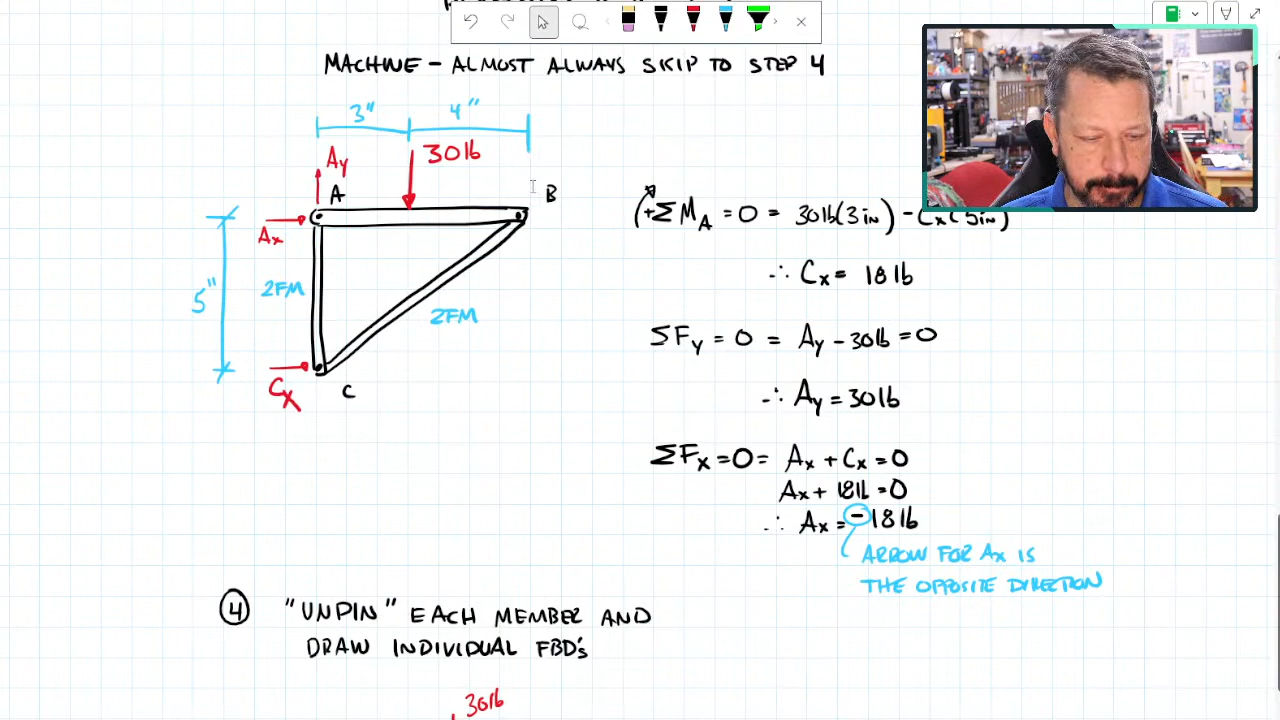 MACHINE – ALMOST ALWAYS SKIP TO STEP 4
3" 4"
Ay 30lb
A B
Ax
5" 2FM 2FM
Cx C
+ΣMA = 0 = 30lb(3in) - Cx(5in)
∴ Cx = 18lb
ΣFy = 0 = Ay - 30lb = 0
∴ Ay = 30lb
ΣFx = 0 = Ax + Cx = 0
Ax + 18lb = 0
∴ Ax = -18lb
ARROW FOR Ax IS
THE OPPOSITE DIRECTION
4 "UNPIN" EACH MEMBER AND
DRAW INDIVIDUAL FBD's
30lb